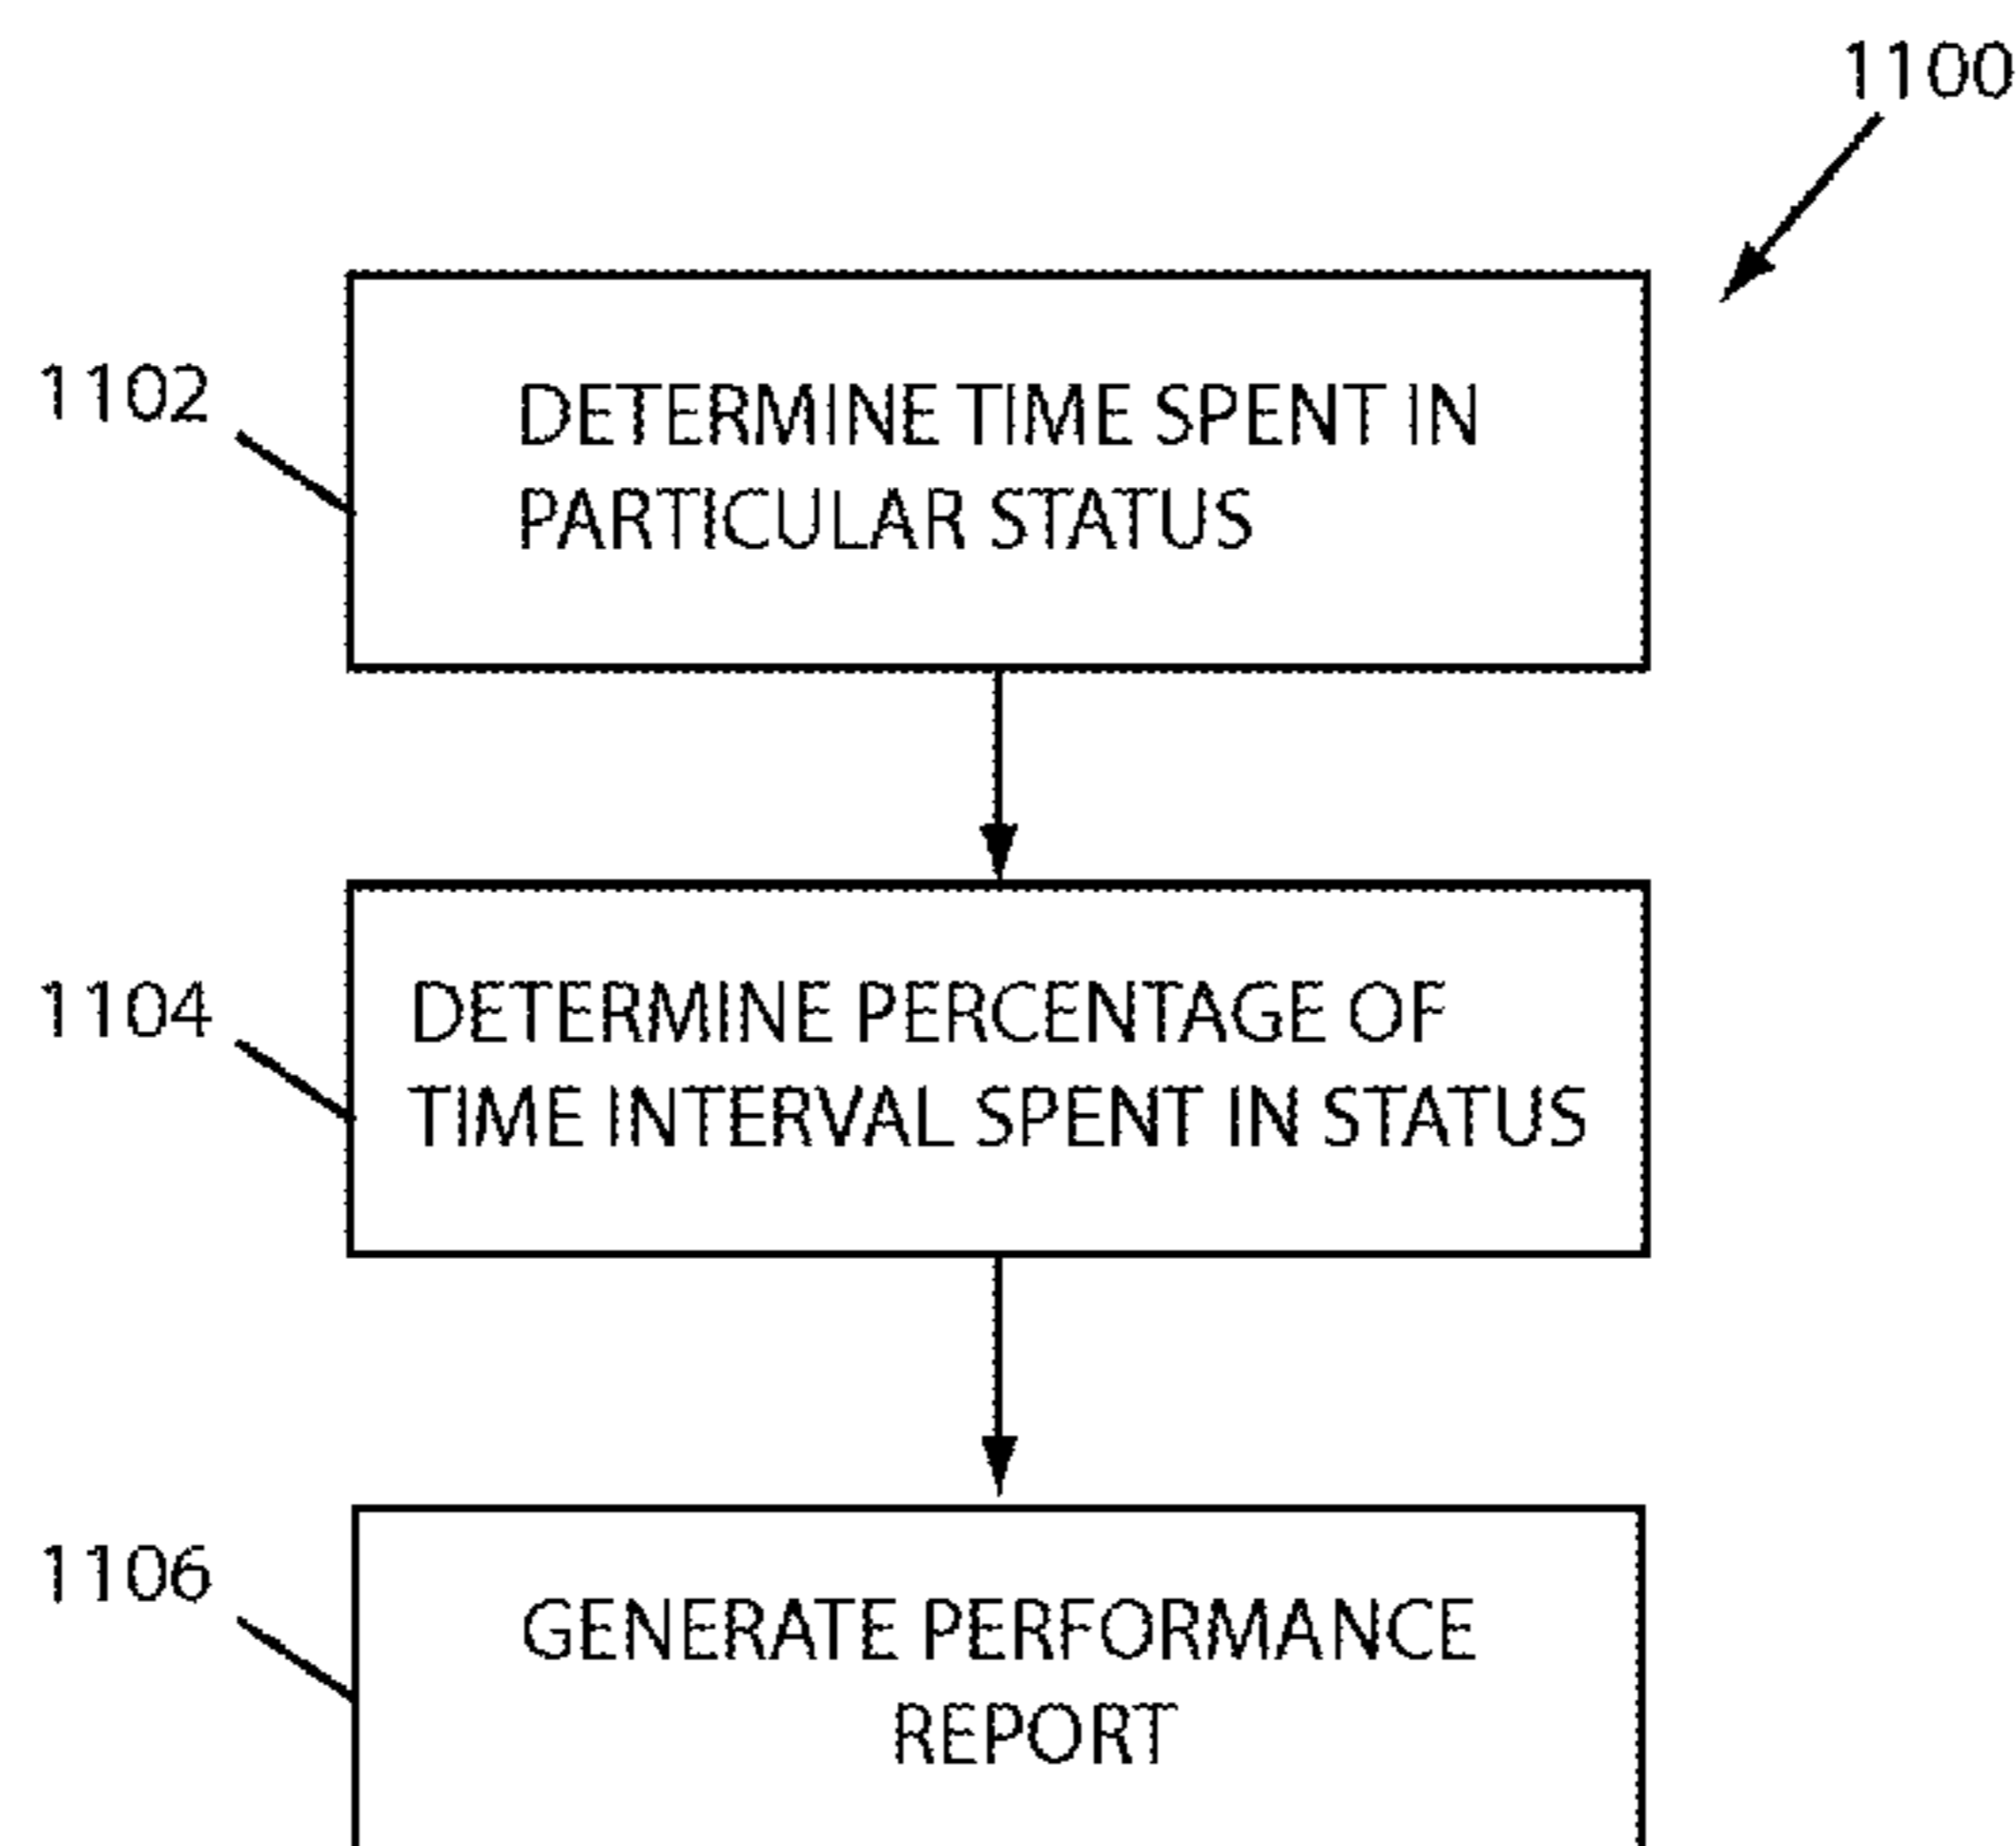 1100
1102
DETERMINE TIME SPENT IN
PARTICULAR STATUS
1104
DETERMINE PERCENTAGE OF
TIME INTERVAL SPENT IN STATUS
1106
GENERATE PERFORMANCE
REPORT